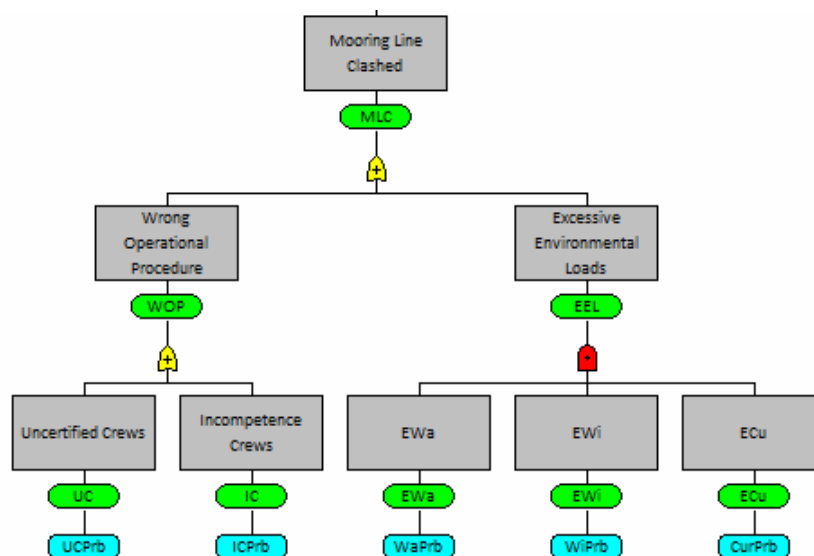 Mooring Line
Clashed
MLC
+
Wrong
Operational
Procedure
Excessive
Environmental
Loads
WOP
EEL
+
Uncertified Crews
Incompetence
Crews
EWa
EWi
ECu
UC
IC
EWa
EWi
ECu
UCPrb
ICPrb
WaPrb
WiPrb
CurPrb